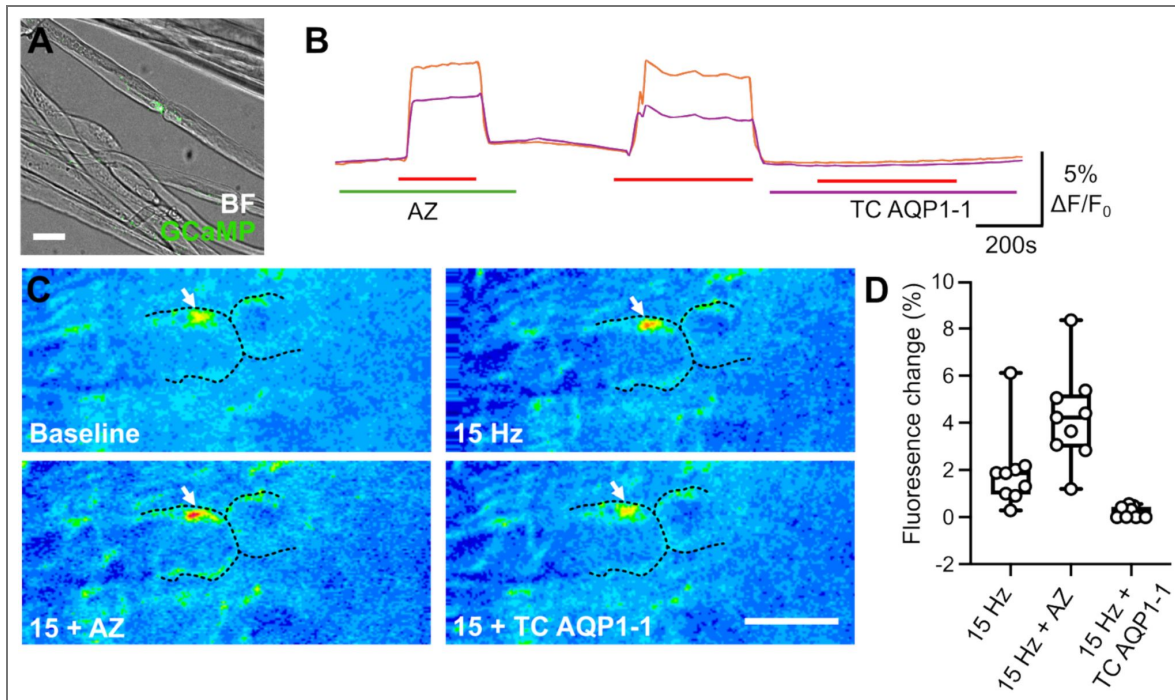 A
BF
GCaMP
B
AZ
TC AQP1-1
5%
ΔF/F₀
200s
C
Baseline
15 Hz
15 + AZ
15 + TC AQP1-1
D
Fluoresence change (%)
10
8
6
4
2
0
-2
15 Hz
15 Hz + AZ
15 Hz +
TC AQP1-1